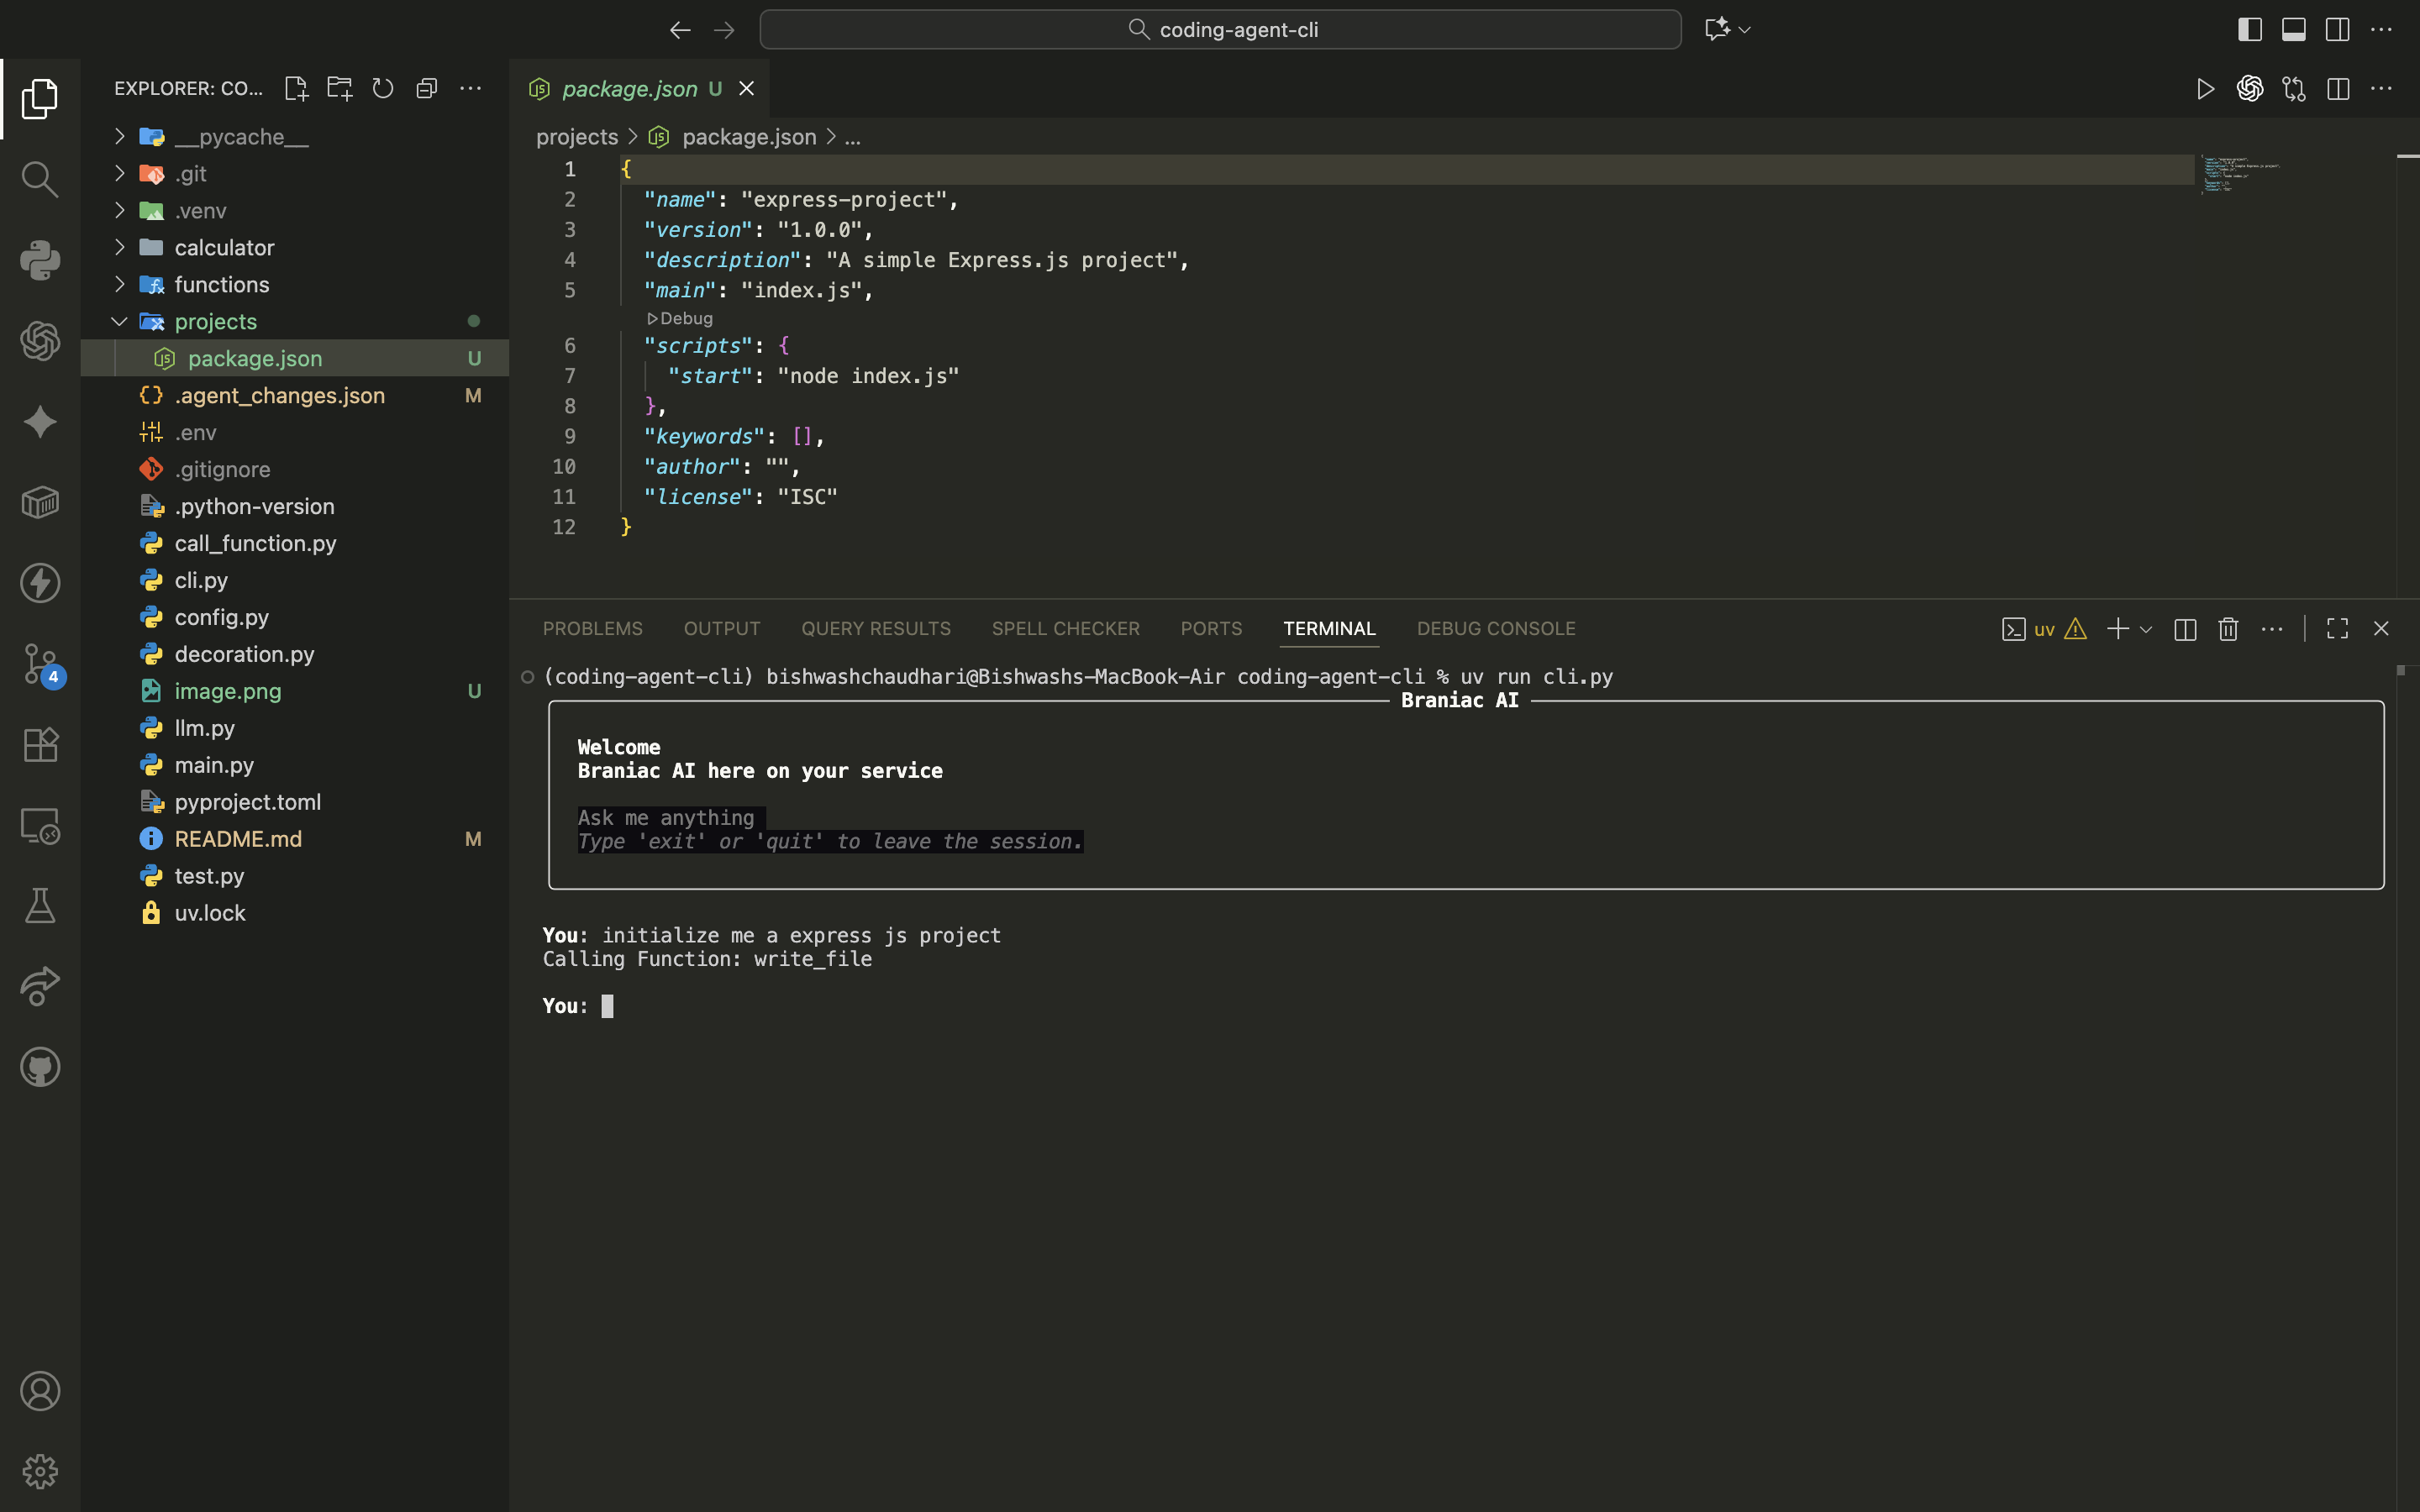 coding-agent-cli
EXPLORER: CO...
__pycache__
.git
.venv
calculator
functions
projects
package.json U
.agent_changes.json M
.env
.gitignore
.python-version
call_function.py
cli.py
config.py
decoration.py
image.png U
llm.py
main.py
pyproject.toml
README.md M
test.py
uv.lock
4
package.json U
projects > package.json > ...
1 {
2 "name": "express-project",
3 "version": "1.0.0",
4 "description": "A simple Express.js project",
5 "main": "index.js",
Debug
6 "scripts": {
7 "start": "node index.js"
8 },
9 "keywords": [],
10 "author": "",
11 "license": "ISC"
12 }
PROBLEMS OUTPUT QUERY RESULTS SPELL CHECKER PORTS TERMINAL DEBUG CONSOLE uv
(coding-agent-cli) bishwashchaudhari@Bishwashs-MacBook-Air coding-agent-cli % uv run cli.py
Braniac AI
Welcome
Braniac AI here on your service
Ask me anything
Type 'exit' or 'quit' to leave the session.
You: initialize me a express js project
Calling Function: write_file
You: